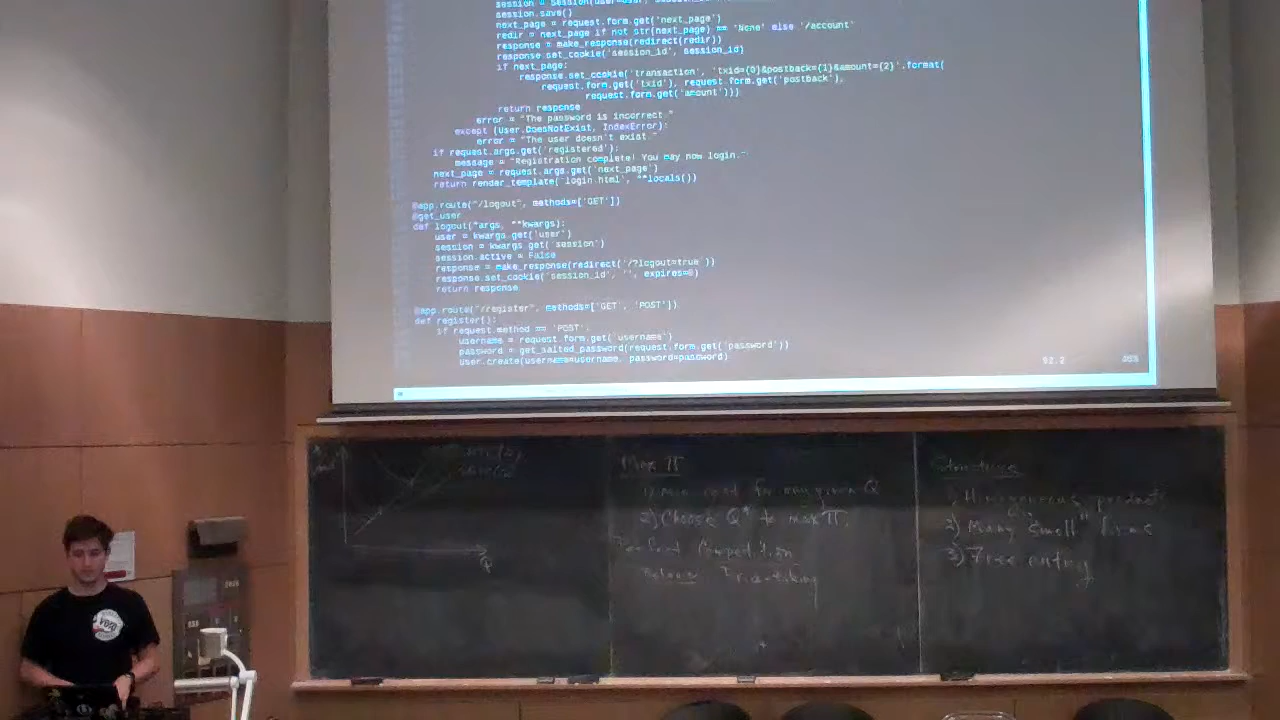 session.save()
next_page = request.form.get('next_page')
redir = next_page if not str(next_page) == 'None' else '/account'
response = make_response(redirect(redir))
response.set_cookie('session_id', session_id)
if next_page:
response.set_cookie('transaction', 'txid={0}&postback={1}&amount={2}'.format(
request.form.get('txid'), request.form.get('postback'),
request.form.get('amount')))
return response
error = "The password is incorrect."
except (User.DoesNotExist, IndexError):
error = "The user doesn't exist."
if request.args.get('registered'):
message = "Registration complete! You may now login."
next_page = request.args.get('next_page')
return render_template('login.html', **locals())
@app.route("/logout", methods=['GET'])
@get_user
def logout(*args, **kwargs):
user = kwargs.get('user')
session = kwargs.get('session')
session.active = False
response = make_response(redirect('/?logout=true'))
response.set_cookie('session_id', '', expires=0)
return response
@app.route("/register", methods=['GET', 'POST'])
def register():
if request.method == 'POST':
username = request.form.get('username')
password = get_salted_password(request.form.get('password'))
user.create(username=username, password=password)
Q
Max Π
1) Min cost for any given Q
2) Choose Q* to max Π
Perfect Competition
Price-taking
Structure
1) Homogeneous products
2) Many "small" firms
3) Free entry